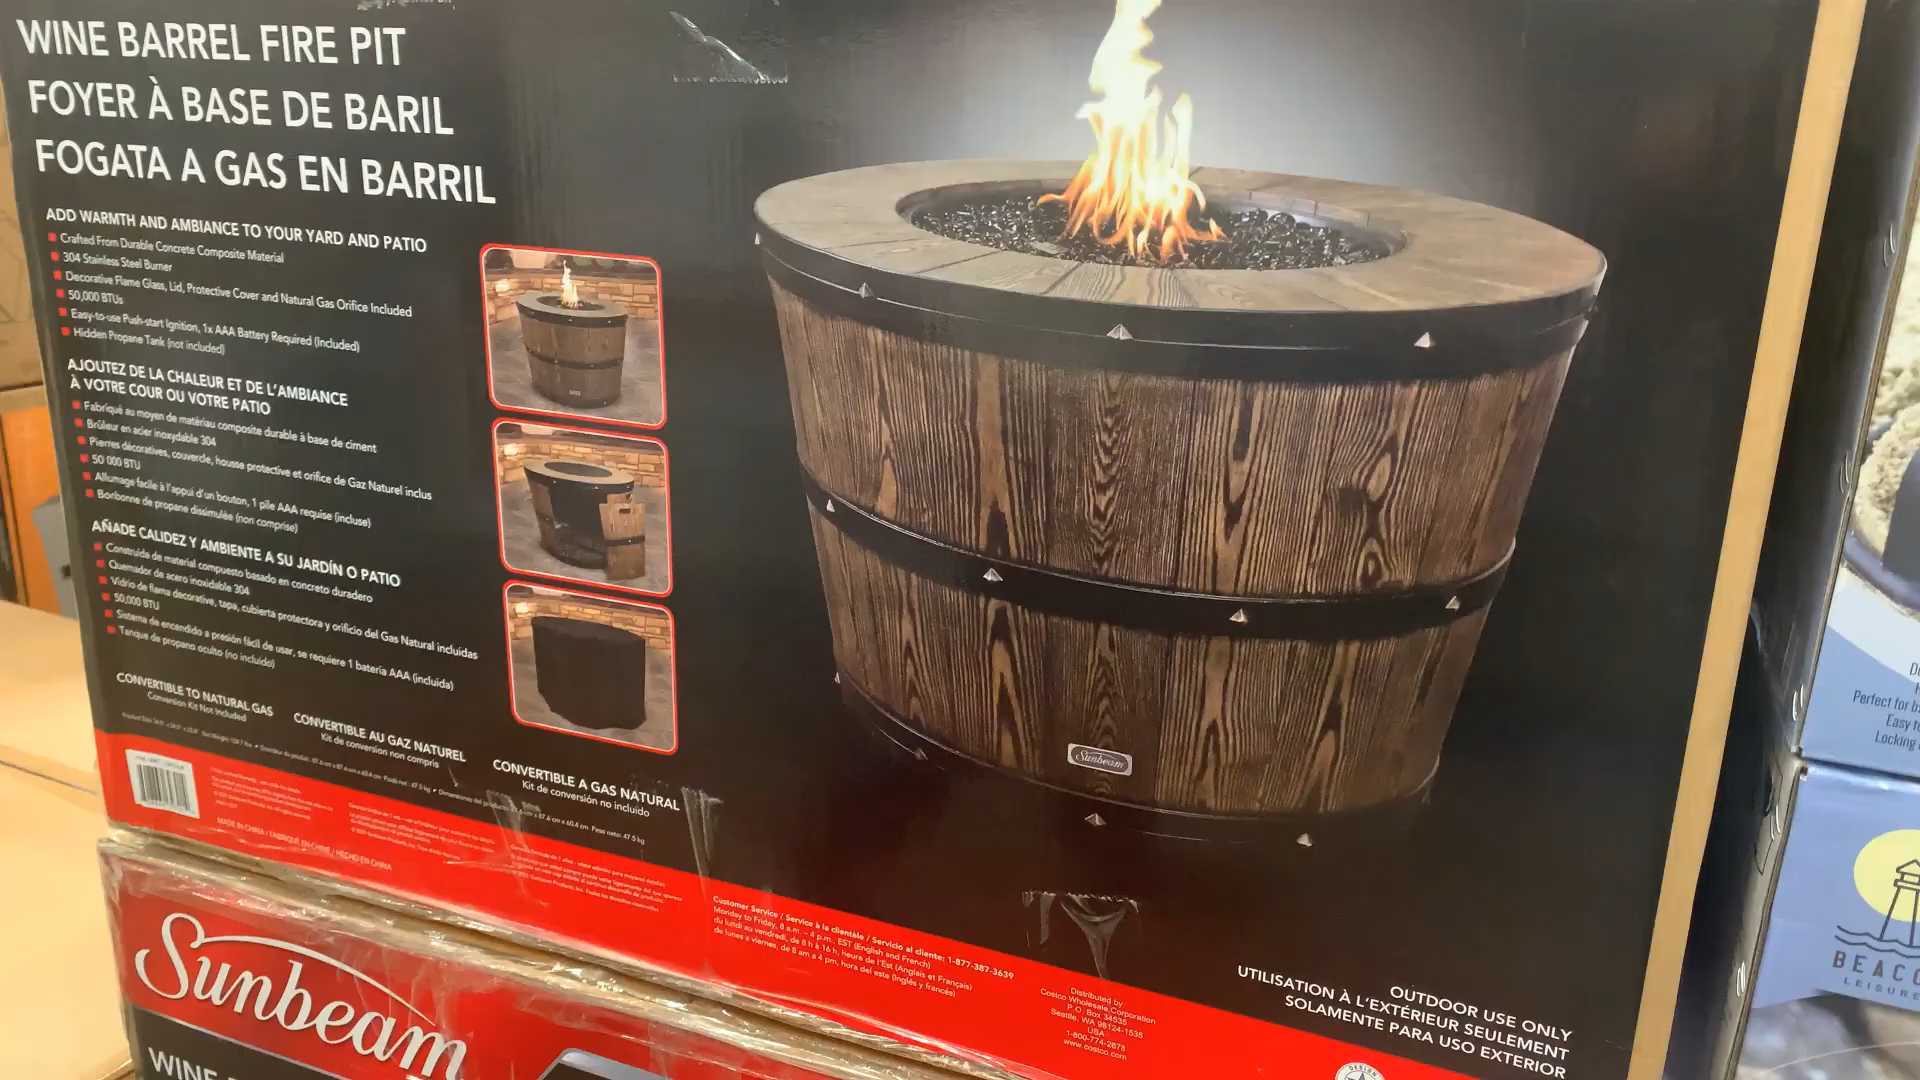 WINE BARREL FIRE PIT
FOYER À BASE DE BARIL
FOGATA A GAS EN BARRIL
ADD WARMTH AND AMBIANCE TO YOUR YARD AND PATIO
Crafted From Durable Concrete Composite Material
304 Stainless Steel Burner
Decorative Flame Glass, Lid, Protective Cover and Natural Gas Orifice Included
50,000 BTUs
Easy-to-use Push-start Ignition, 1x AAA Battery Required (Included)
Hidden Propane Tank (not included)
AJOUTEZ DE LA CHALEUR ET DE L'AMBIANCE
À VOTRE COUR OU VOTRE PATIO
Fabriqué au moyen de matériau composite durable à base de ciment
Brûleur en acier inoxydable 304
Pierres décoratives, couvercle, housse protective et orifice de Gaz Naturel inclus
50 000 BTU
Allumage facile à l'appui d'un bouton, 1 pile AAA requise (incluse)
Bonbonne de propane dissimulée (non comprise)
AÑADE CALIDEZ Y AMBIENTE A SU JARDÍN O PATIO
Construida de material compuesto basado en concreto duradero
Quemador de acero inoxidable 304
Vidrio de flama decorative, tapa, cubierta protectora y orificio del Gas Natural incluidas
50,000 BTU
Sistema de encendido a presión fácil de usar, se requiere 1 batería AAA (incluida)
Tanque de propano oculto (no incluido)
CONVERTIBLE TO NATURAL GAS
Conversion Kit Not Included
CONVERTIBLE AU GAZ NATUREL
Kit de conversion non compris
CONVERTIBLE A GAS NATURAL
Kit de conversión no incluido
MADE IN CHINA / FABRIQUÉ EN CHINE / HECHO EN CHINA
Customer Service / Service à la clientèle / Servicio al cliente: 1-877-387-3639
Monday to Friday, 8 a.m. – 4 p.m., EST (English and French)
du lundi au vendredi, de 8 h à 16 h, heure de l'Est (Anglais et Français)
de lunes a viernes, de 8 am a 4 pm, hora del este (inglés y francés)
Distributed by:
Costco Wholesale Corporation
P.O. Box 34535
Seattle, WA 98124-1535
USA
1-800-774-2678
www.costco.com
OUTDOOR USE ONLY
UTILISATION À L'EXTÉRIEUR SEULEMENT
SOLAMENTE PARA USO EXTERIOR
DESIGN
Sunbeam
Sunbeam
WINE
Perfect for
Easy
Locking
BEAC
LEISURE